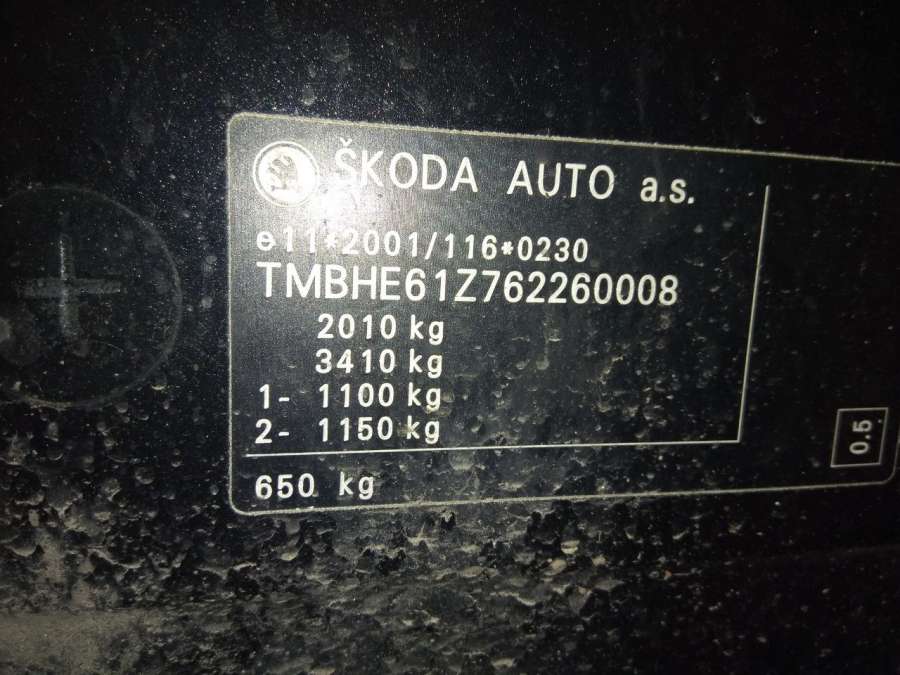 ŠKODA AUTO a.s.
e11*2001/116*0230
TMBHE61Z762260008
2010 kg
3410 kg
1- 1100 kg
2- 1150 kg
650 kg
0.5